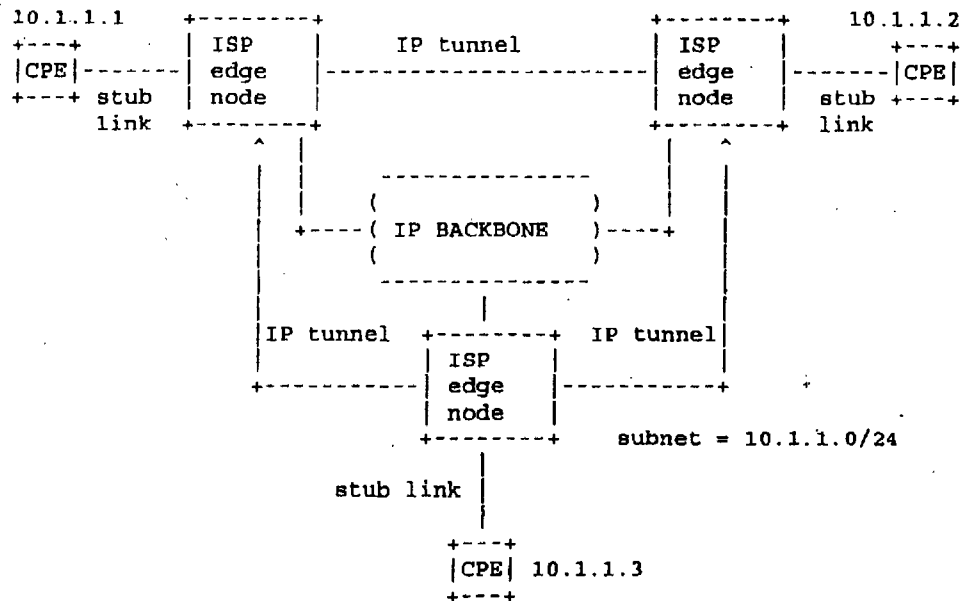 10.1.1.1 10.1.1.2
ISP IP tunnel ISP
CPE edge edge CPE
stub node node stub
link link
IP BACKBONE
IP tunnel IP tunnel
ISP
edge
node
subnet = 10.1.1.0/24
stub link
CPE 10.1.1.3